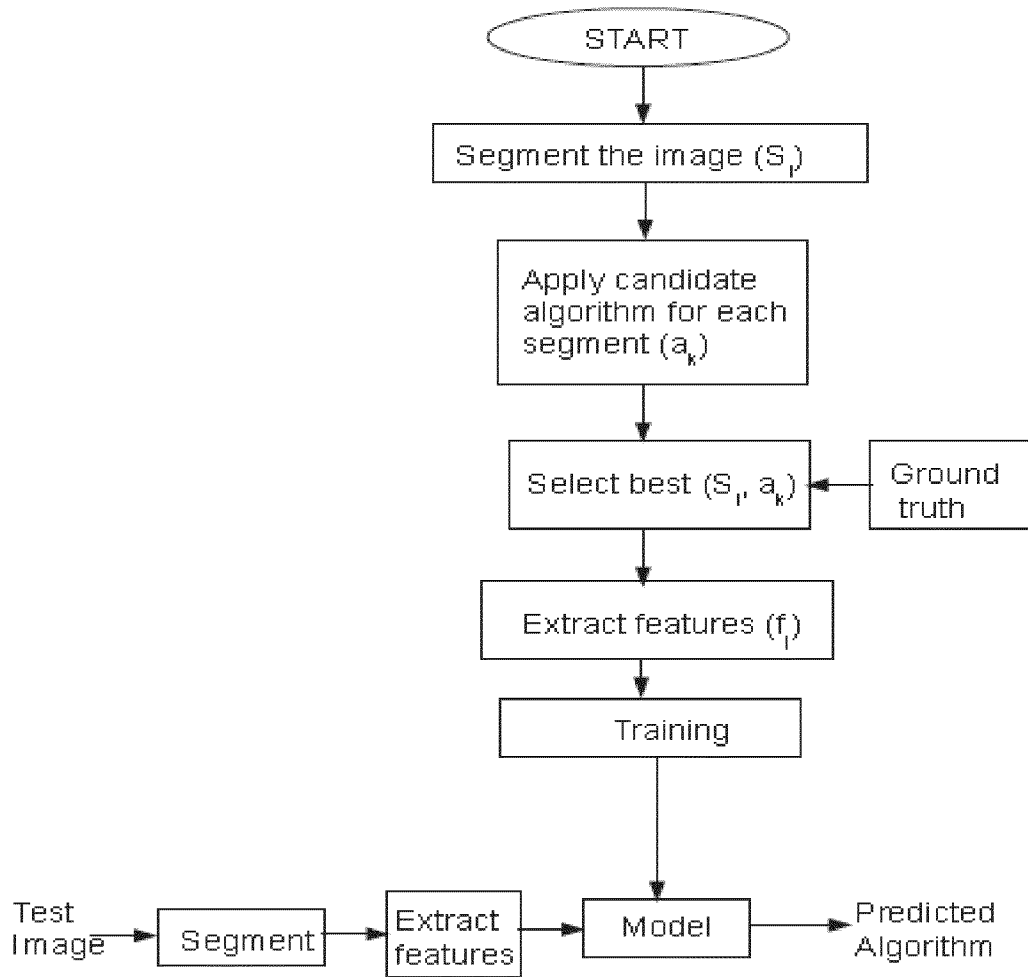 START
Segment the image (S_l)
Apply candidate
algorithm for each
segment (a_k)
Select best (S_l, a_k)
Ground
truth
Extract features (f_l)
Training
Test
Image
Segment
Extract
features
Model
Predicted
Algorithm